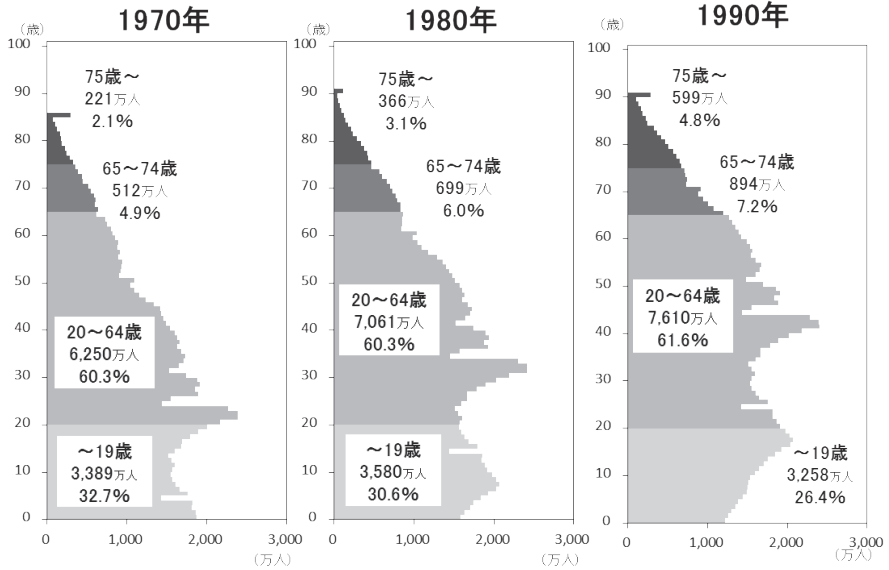 1970年
(歳)
100
90
80
70
60
50
40
30
20
10
0
75歳～
221万人
2.1%
65～74歳
512万人
4.9%
20～64歳
6,250万人
60.3%
～19歳
3,389万人
32.7%
0
1,000
2,000
3,000
(万人)
1980年
(歳)
100
90
80
70
60
50
40
30
20
10
0
75歳～
366万人
3.1%
65～74歳
699万人
6.0%
20～64歳
7,061万人
60.3%
～19歳
3,580万人
30.6%
0
1,000
2,000
3,000
(万人)
1990年
(歳)
100
90
80
70
60
50
40
30
20
10
0
75歳～
599万人
4.8%
65～74歳
894万人
7.2%
20～64歳
7,610万人
61.6%
～19歳
3,258万人
26.4%
0
1,000
2,000
3,000
(万人)